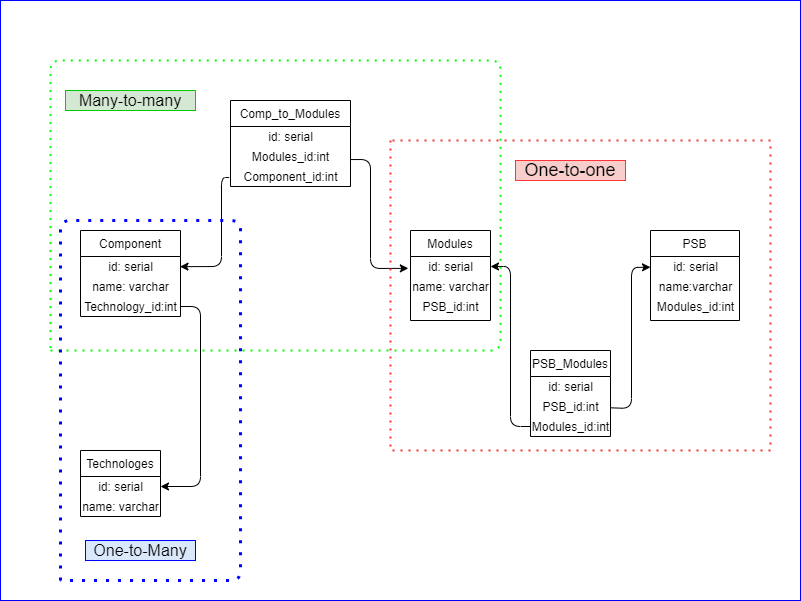 Many-to-many
Comp_to_Modules
id: serial
Modules_id:int
Component_id:int
One-to-one
Component
id: serial
name: varchar
Technology_id:int
Modules
id: serial
name: varchar
PSB_id:int
PSB
id: serial
name:varchar
Modules_id:int
PSB_Modules
id: serial
PSB_id:int
Modules_id:int
Technologes
id: serial
name: varchar
One-to-Many